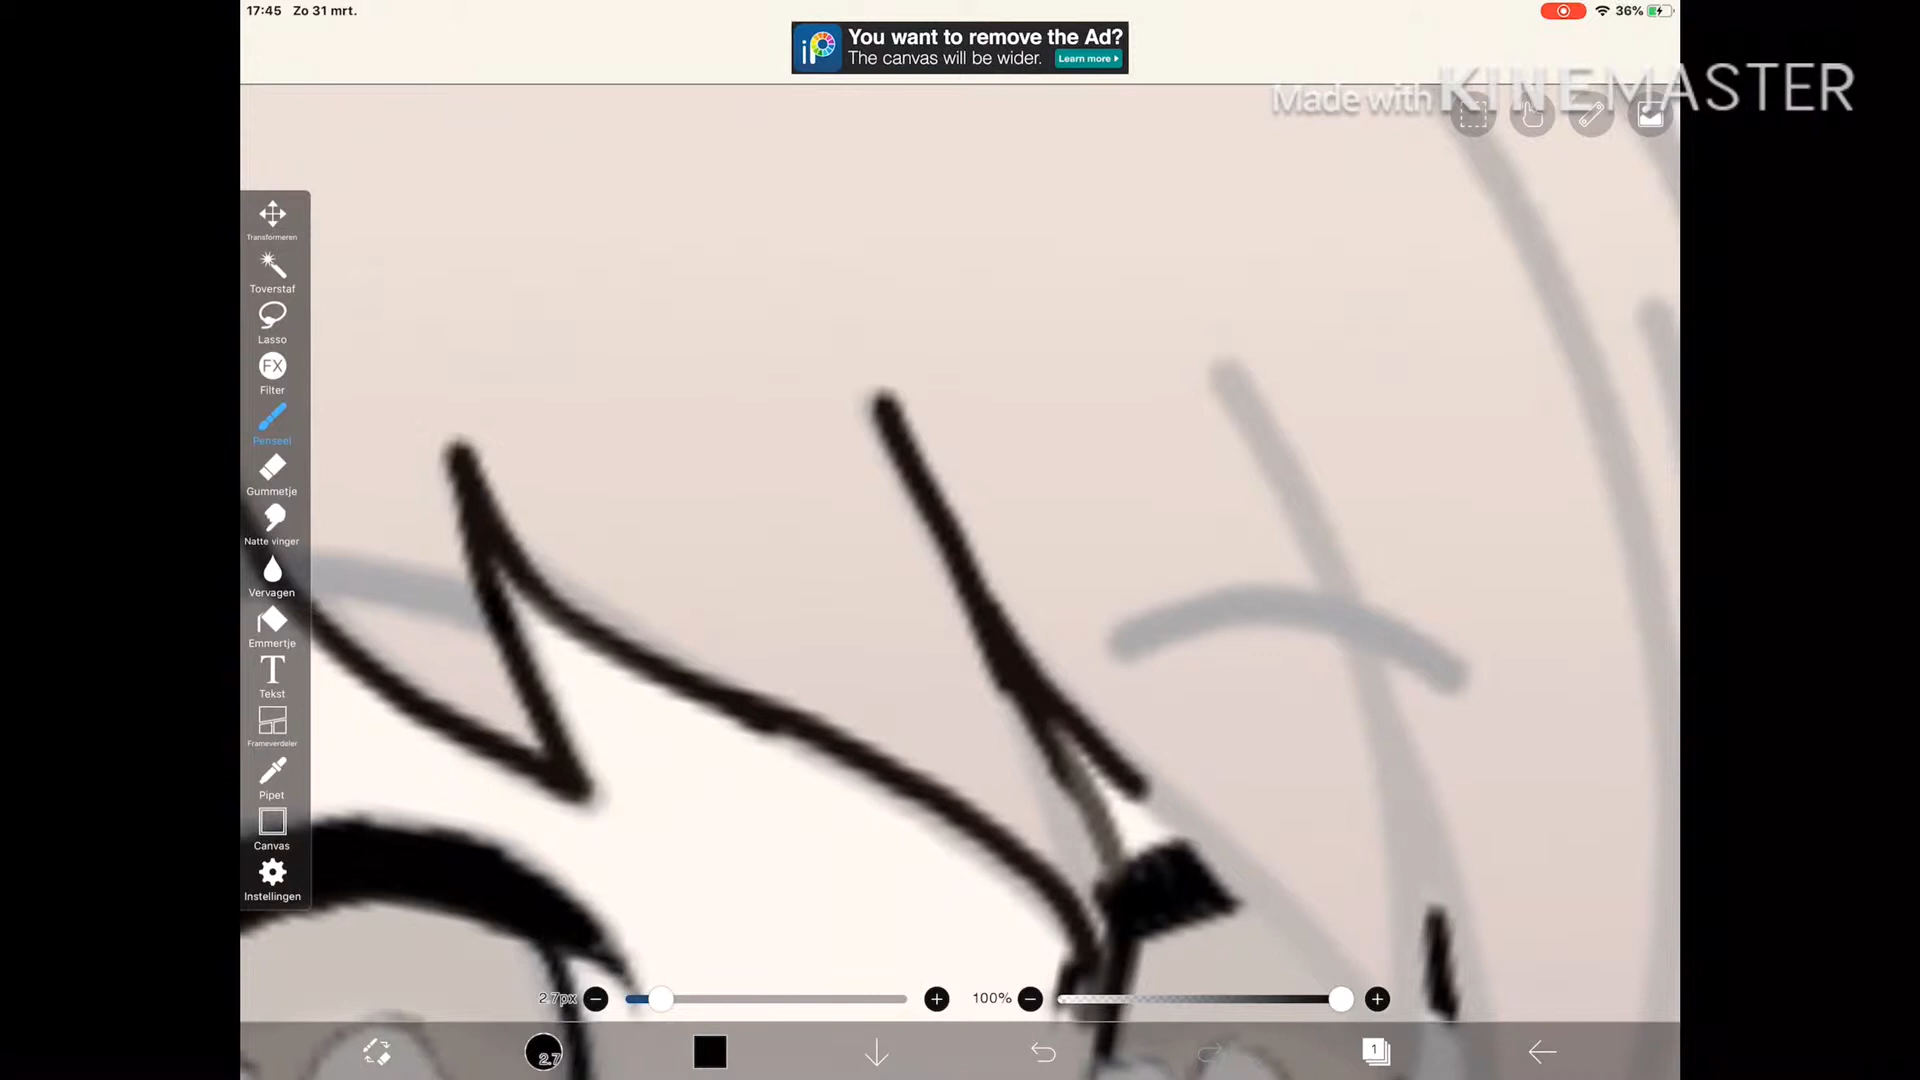 17:45 Zo 31 mrt.
36%
You want to remove the Ad?
The canvas will be wider. Learn more
iP
Made with KINEMASTER
Transformeren
Toverstaf
Lasso
FX
Filter
Penseel
Gummetje
Natte vinger
Vervagen
Emmertje
T
Tekst
Frameverdeler
Pipet
Canvas
Instellingen
2.7px
100%
2.7
1